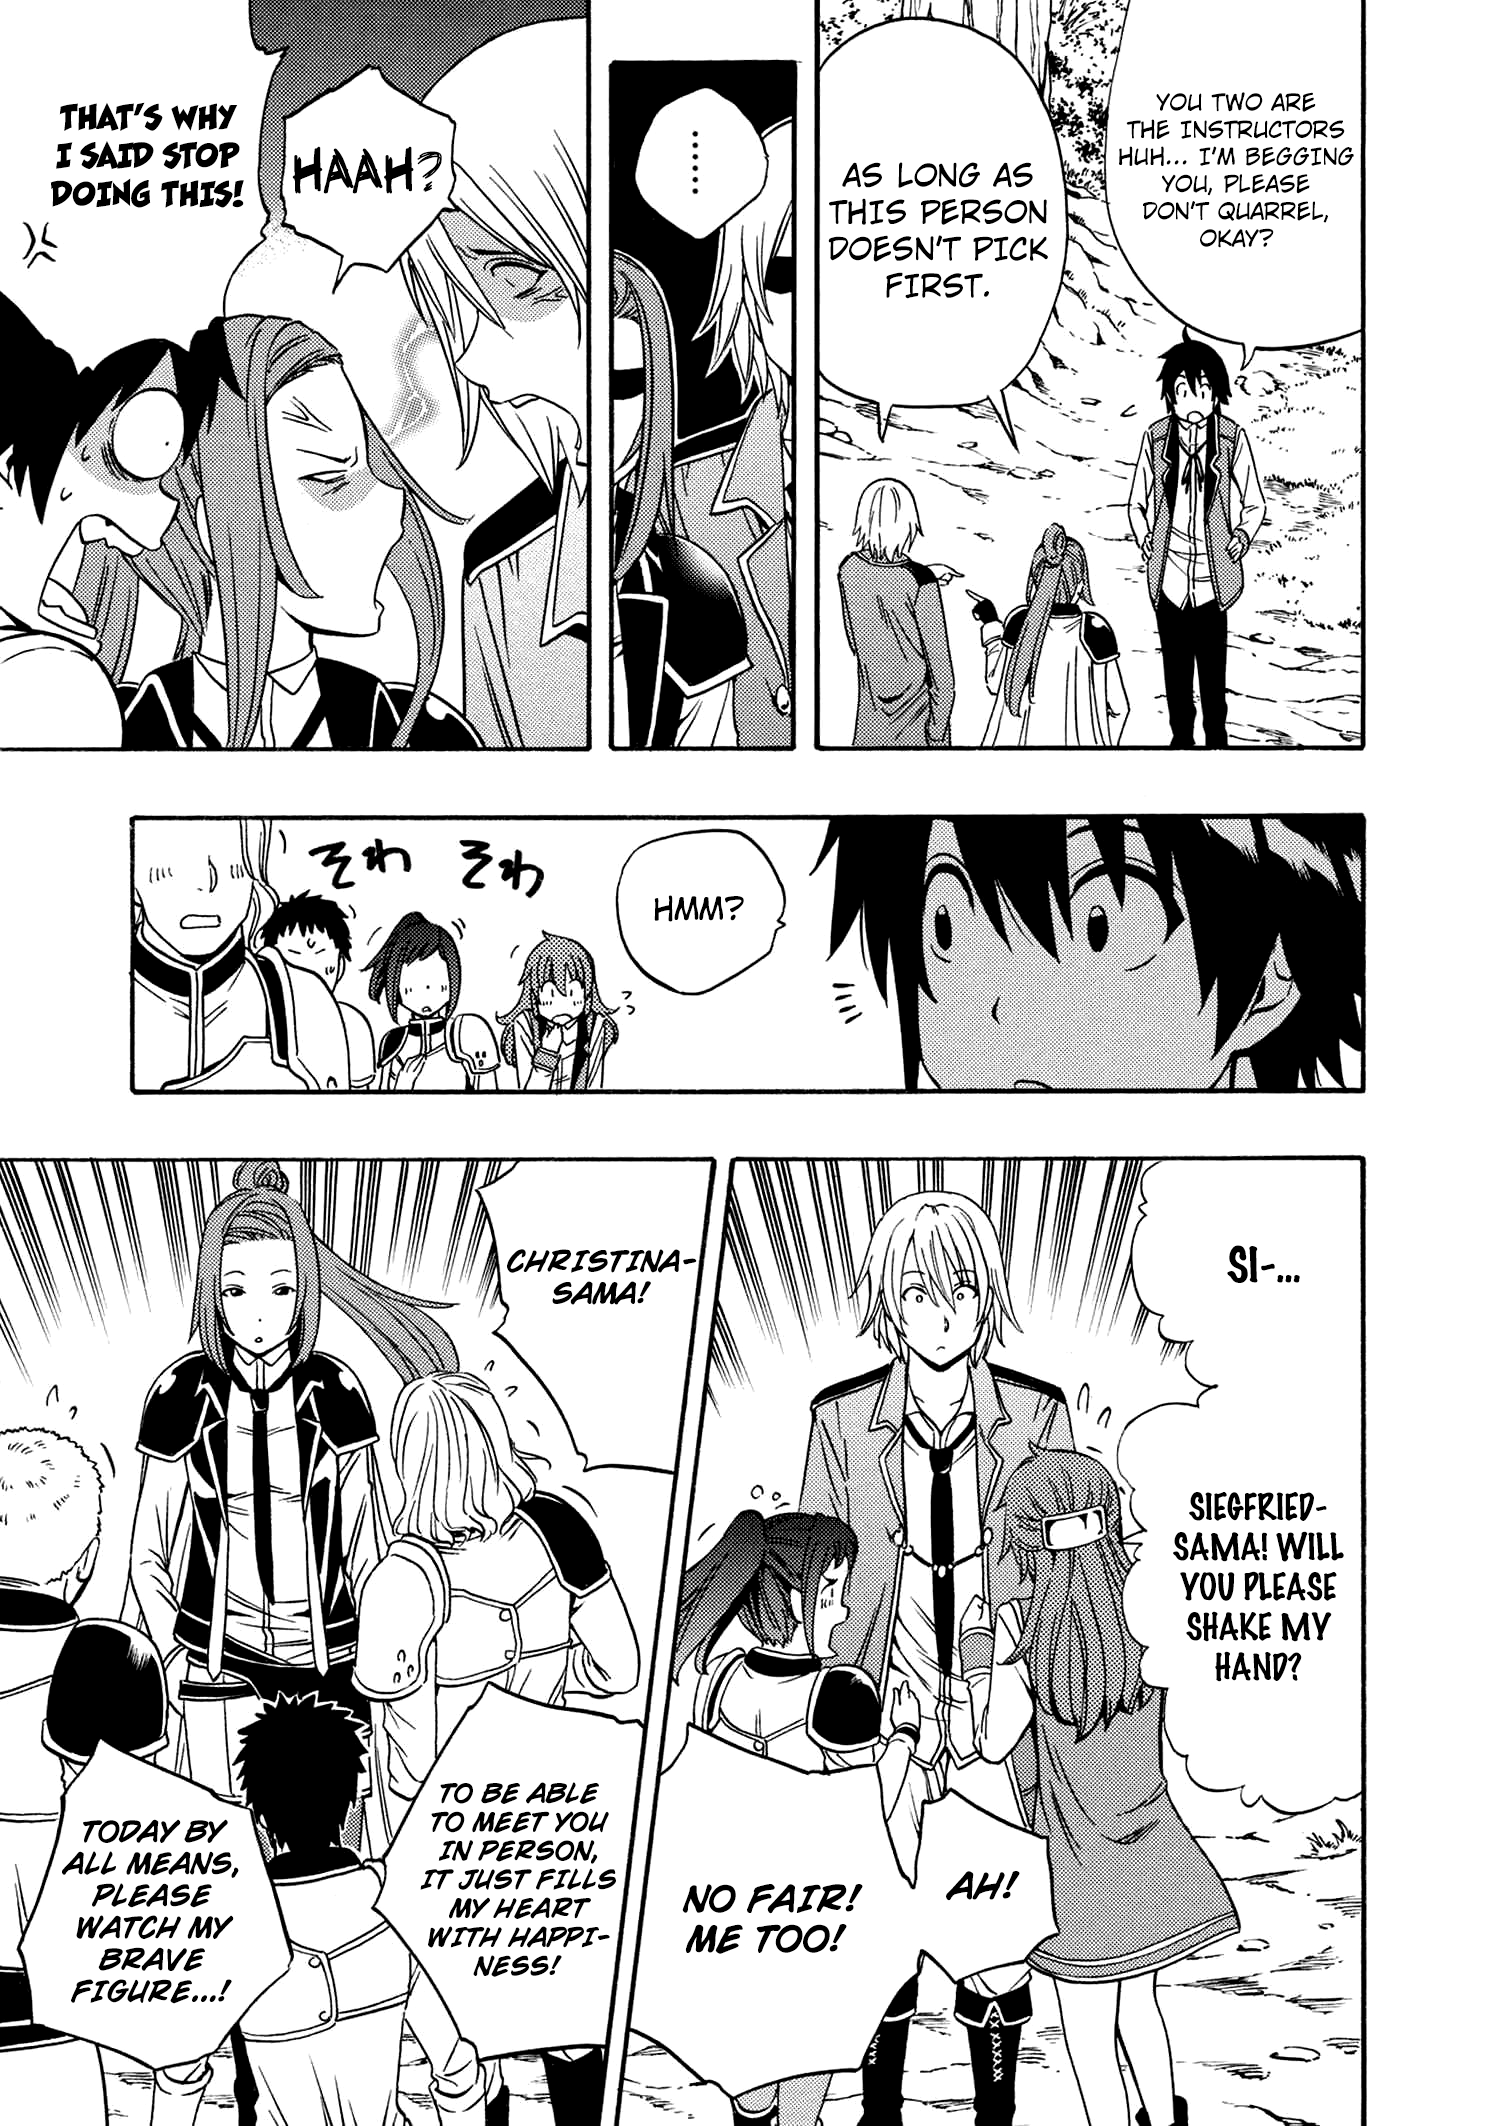 YOU TWO ARE
THE INSTRUCTORS
HUH... I'M BEGGING
YOU, PLEASE
DON'T QUARREL,
OKAY?
AS LONG AS
THIS PERSON
DOESN'T PICK
FIRST.
........
HAAH?
THAT'S WHY
I SAID STOP
DOING THIS!
HMM?
そわ
そわ
SI-...
SIEGFRIED-
SAMA! WILL
YOU PLEASE
SHAKE MY
HAND?
AH!
NO FAIR!
ME TOO!
CHRISTINA-
SAMA!
TO BE ABLE
TO MEET YOU
IN PERSON,
IT JUST FILLS
MY HEART
WITH HAPPI-
NESS!
TODAY BY
ALL MEANS,
PLEASE
WATCH MY
BRAVE
FIGURE...!